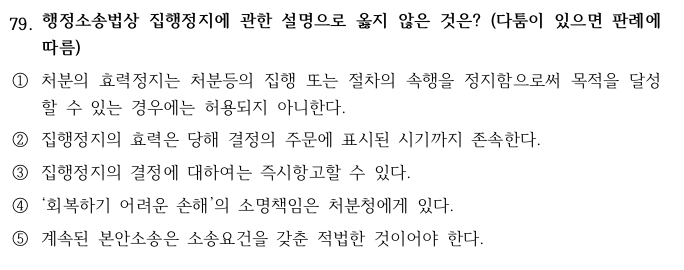 79. 행정소송법상 집행정지에 관한 설명으로 옳지 않은 것은? (다툼이 있으면 판례에
따름)
① 처분의 효력정지는 처분등의 집행 또는 절차의 속행을 정지함으로써 목적을 달성
할 수 있는 경우에는 허용되지 아니한다.
② 집행정지의 효력은 당해 결정의 주문에 표시된 시기까지 존속한다.
③ 집행정지의 결정에 대하여는 즉시항고할 수 있다.
④ '회복하기 어려운 손해'의 소명책임은 처분청에게 있다.
⑤ 계속된 본안소송은 소송요건을 갖춘 적법한 것이어야 한다.